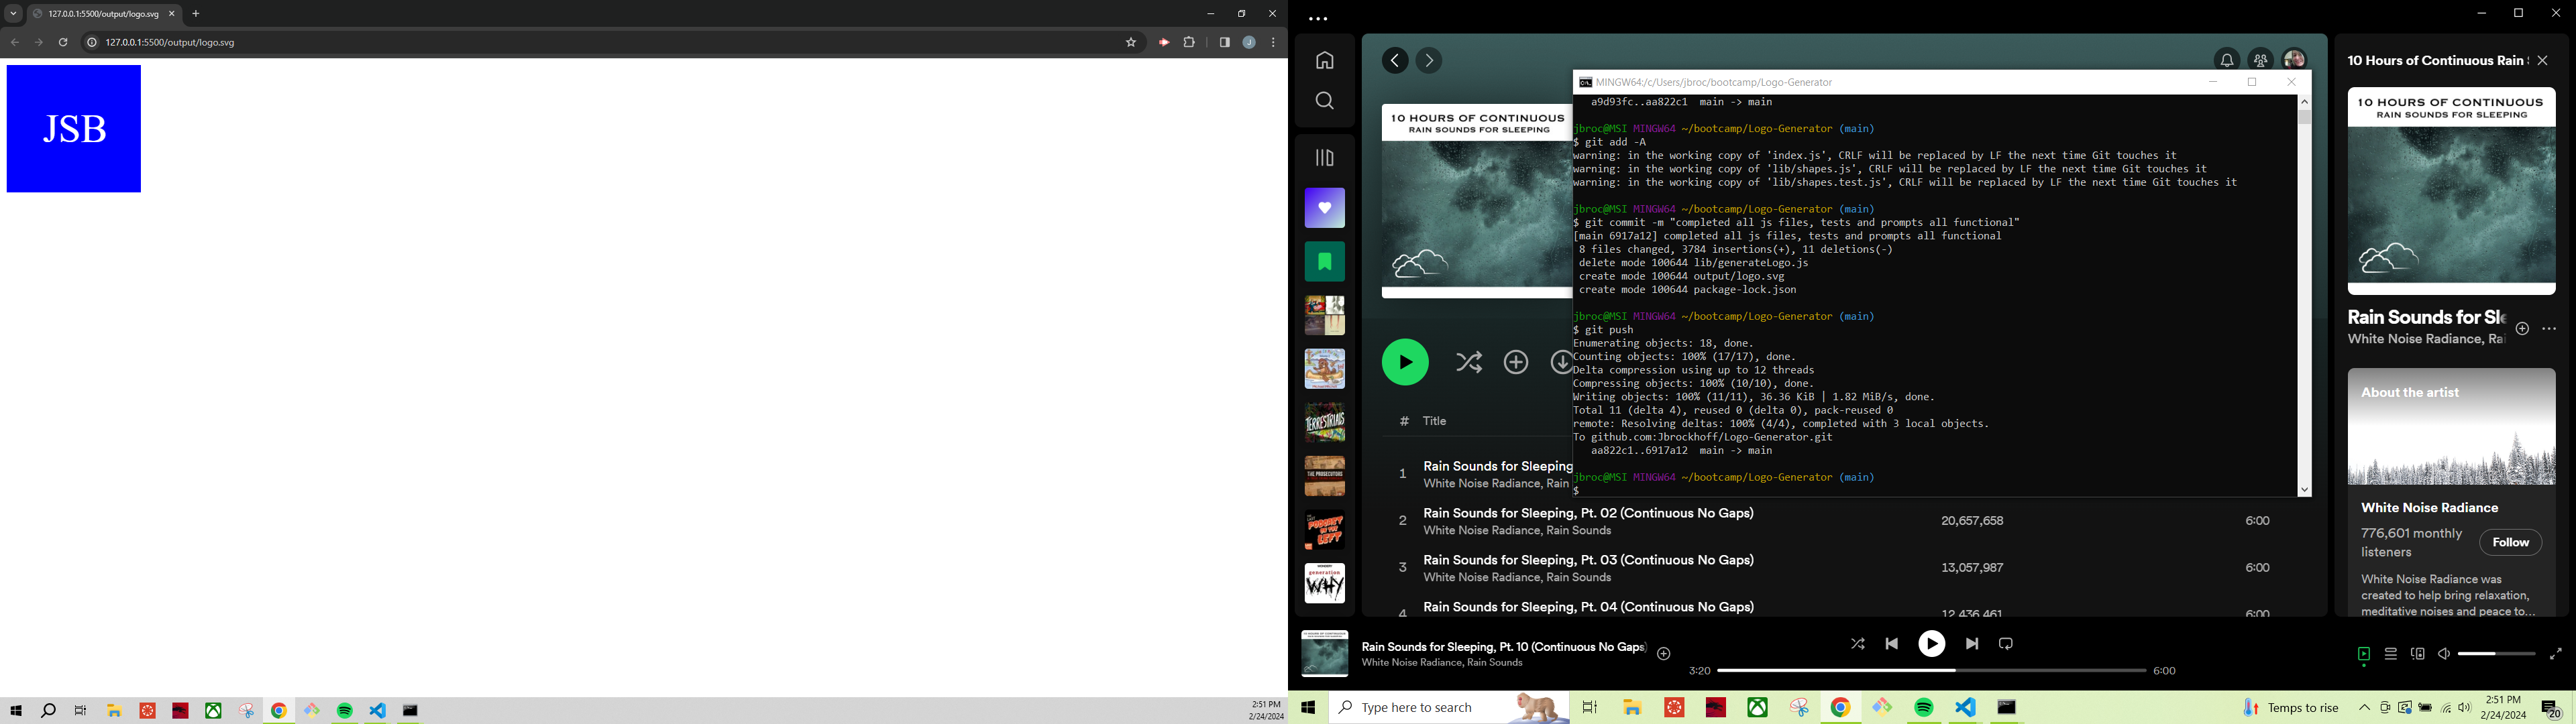 127.0.0.1:5500/output/logo.svg
127.0.0.1:5500/output/logo.svg
J
JSB
2:51 PM
2/24/2024
10 HOURS OF CONTINUOUS
RAIN SOUNDS FOR SLEEPING
# Title
1 Rain Sounds for Sleeping
White Noise Radiance, Rain
2 Rain Sounds for Sleeping, Pt. 02 (Continuous No Gaps) 20,657,658 6:00
White Noise Radiance, Rain Sounds
3 Rain Sounds for Sleeping, Pt. 03 (Continuous No Gaps) 13,057,987 6:00
White Noise Radiance, Rain Sounds
4 Rain Sounds for Sleeping, Pt. 04 (Continuous No Gaps) 12,436,461 6:00
TERRESTRIALS
THE PROSECUTORS
PODCAST
ON THE
LEFT
generation
WHY
MINGW64:/c/Users/jbroc/bootcamp/Logo-Generator
a9d93fc..aa822c1 main -> main
jbroc@MSI MINGW64 ~/bootcamp/Logo-Generator (main)
$ git add -A
warning: in the working copy of 'index.js', CRLF will be replaced by LF the next time Git touches it
warning: in the working copy of 'lib/shapes.js', CRLF will be replaced by LF the next time Git touches it
warning: in the working copy of 'lib/shapes.test.js', CRLF will be replaced by LF the next time Git touches it
jbroc@MSI MINGW64 ~/bootcamp/Logo-Generator (main)
$ git commit -m "completed all js files, tests and prompts all functional"
[main 6917a12] completed all js files, tests and prompts all functional
8 files changed, 3784 insertions(+), 11 deletions(-)
delete mode 100644 lib/generateLogo.js
create mode 100644 output/logo.svg
create mode 100644 package-lock.json
jbroc@MSI MINGW64 ~/bootcamp/Logo-Generator (main)
$ git push
Enumerating objects: 18, done.
Counting objects: 100% (17/17), done.
Delta compression using up to 12 threads
Compressing objects: 100% (10/10), done.
Writing objects: 100% (11/11), 36.36 KiB | 1.82 MiB/s, done.
Total 11 (delta 4), reused 0 (delta 0), pack-reused 0
remote: Resolving deltas: 100% (4/4), completed with 3 local objects.
To github.com:Jbrockhoff/Logo-Generator.git
aa822c1..6917a12 main -> main
jbroc@MSI MINGW64 ~/bootcamp/Logo-Generator (main)
$
10 Hours of Continuous Rain
10 HOURS OF CONTINUOUS
RAIN SOUNDS FOR SLEEPING
Rain Sounds for Sle
White Noise Radiance, Rai
About the artist
White Noise Radiance
776,601 monthly
listeners
Follow
White Noise Radiance was
created to help bring relaxation,
meditative noises and peace to...
10 HOURS OF CONTINUOUS
RAIN SOUNDS FOR SLEEPING
Rain Sounds for Sleeping, Pt. 10 (Continuous No Gaps)
White Noise Radiance, Rain Sounds
3:20
6:00
Type here to search
Temps to rise
2:51 PM
2/24/2024
20